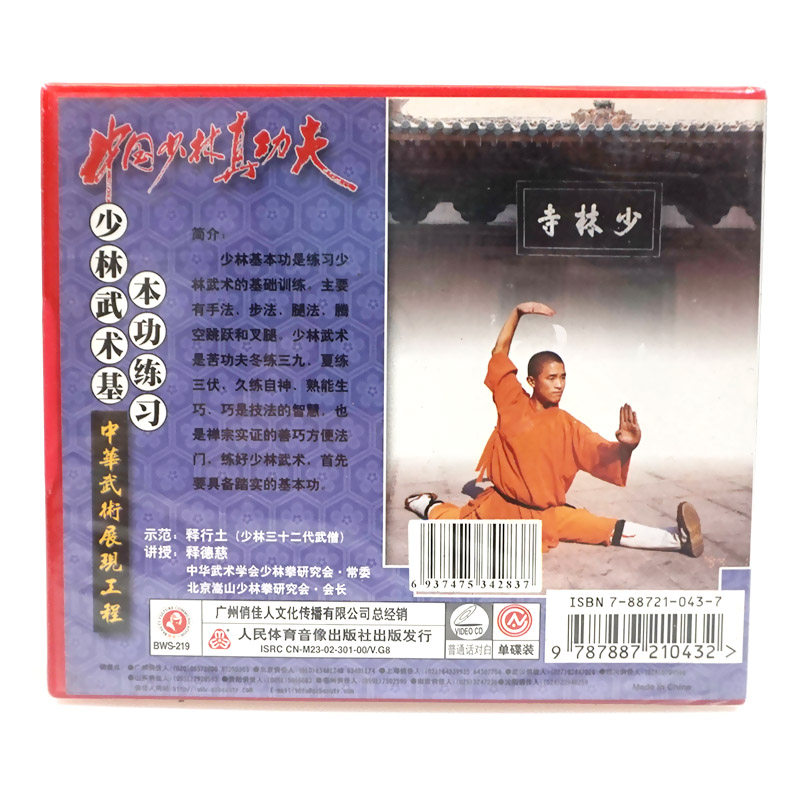 中国少林真功夫
少林武术基
本功练习
中華武術展現工程
简介:
少林基本功是练习少
林武术的基础训练。主要
有手法、步法、腿法、腾
空跳跃和叉腿。少林武术
是苦功夫冬练三九、夏练
三伏、久练自神、熟能生
巧、巧是技法的智慧、也
是禅宗实证的善巧方便法
门,练好少林武术,首先
要具备踏实的基本功。
示范:释行土(少林三十二代武僧)
讲授:释德慈
中华武术学会少林拳研究会·常委
北京嵩山少林拳研究会·会长
寺林少
6 937475 342837
BWS-219
广州俏佳人文化传播有限公司总经销
人民体育音像出版社出版发行
ISRC CN-M23-02-301-00/V.G8
VIDEO CD
普通话对白
单碟装
ISBN 7-88721-043-7
9 787887 210432 >
Made in China